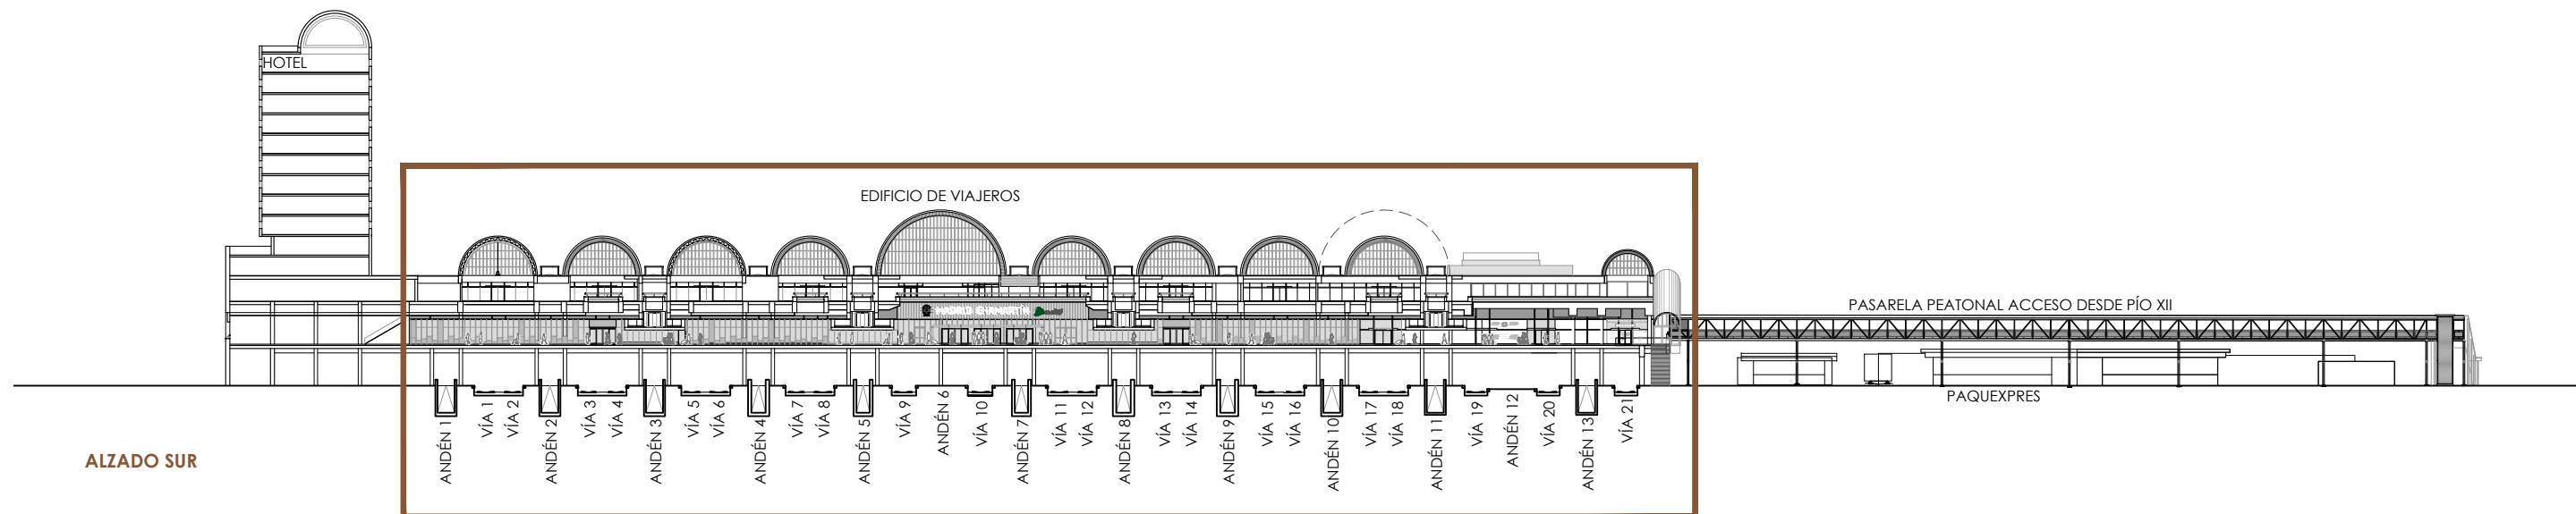 HOTEL
EDIFICIO DE VIAJEROS
MADRID CHAMARTÍN
PASARELA PEATONAL ACCESO DESDE PÍO XII
PAQUEXPRES
ANDÉN 1
VÍA 1
VÍA 2
ANDÉN 2
VÍA 3
VÍA 4
ANDÉN 3
VÍA 5
VÍA 6
ANDÉN 4
VÍA 7
VÍA 8
ANDÉN 5
VÍA 9
ANDÉN 6
VÍA 10
ANDÉN 7
VÍA 11
VÍA 12
ANDÉN 8
VÍA 13
VÍA 14
ANDÉN 9
VÍA 15
VÍA 16
ANDÉN 10
VÍA 17
VÍA 18
ANDÉN 11
VÍA 19
ANDÉN 12
VÍA 20
ANDÉN 13
VÍA 21
ALZADO SUR